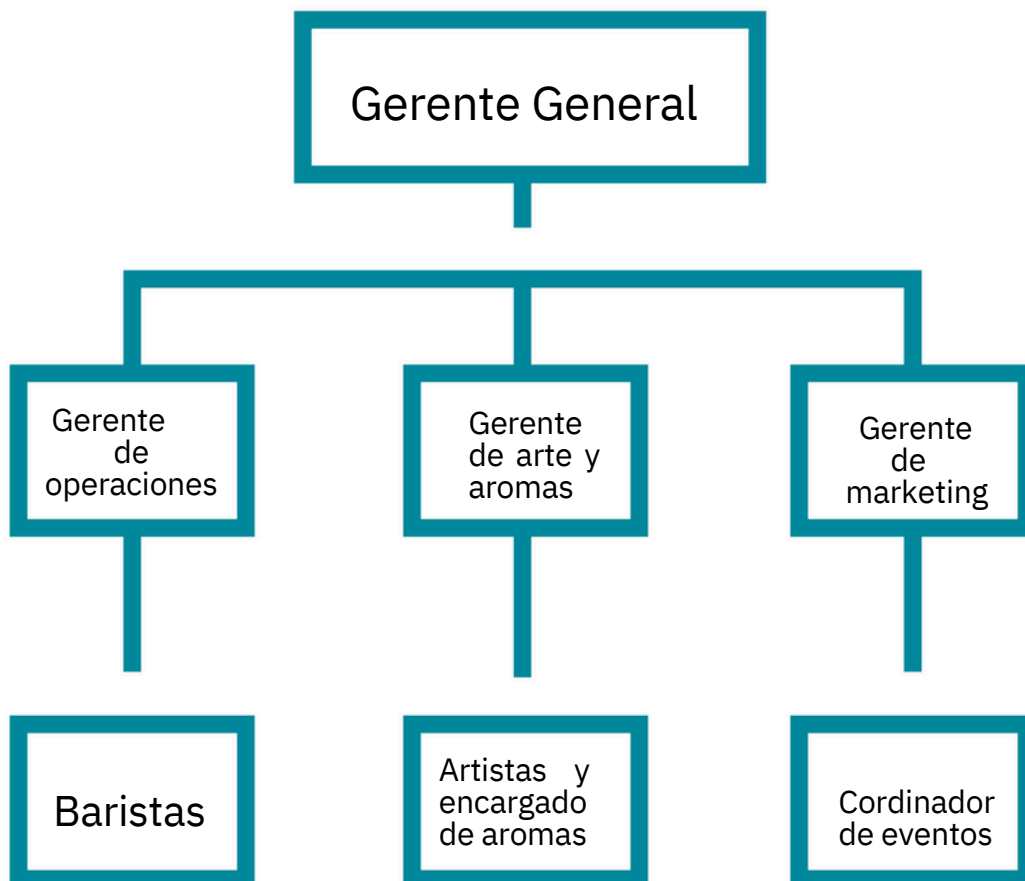 Gerente General
Gerente
de
operaciones
Gerente
de arte y
aromas
Gerente
de
marketing
Baristas
Artistas y
encargado
de aromas
Cordinador
de eventos